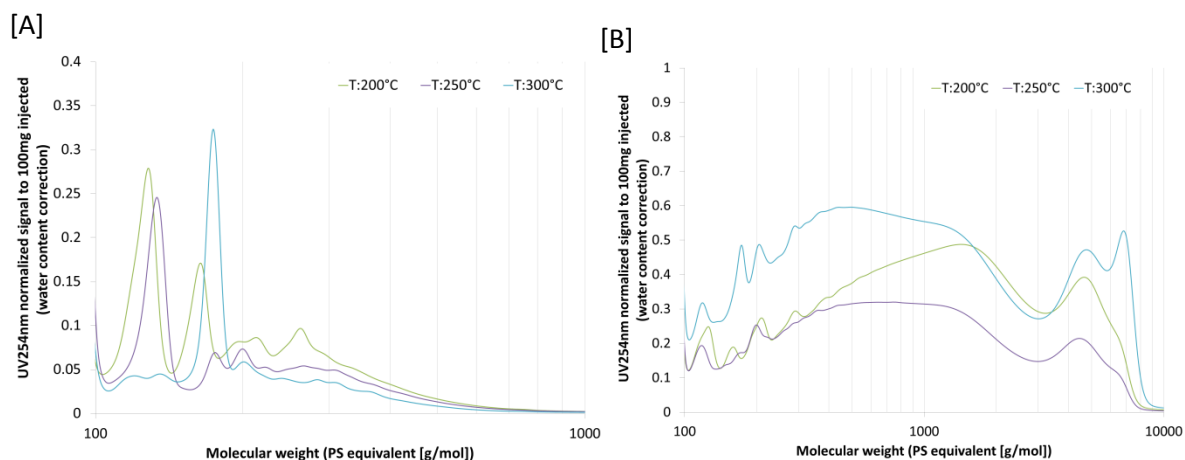 [A]
UV254nm normalized signal to 100mg injected
(water content correction)
0.4
0.35
0.3
0.25
0.2
0.15
0.1
0.05
0
T:200°C T:250°C T:300°C
100 1000
Molecular weight (PS equivalent [g/mol])
[B]
UV254nm normalized signal to 100mg injected
(water content correction)
1
0.9
0.8
0.7
0.6
0.5
0.4
0.3
0.2
0.1
0
T:200°C T:250°C T:300°C
100 1000 10000
Molecular weight (PS equivalent [g/mol])